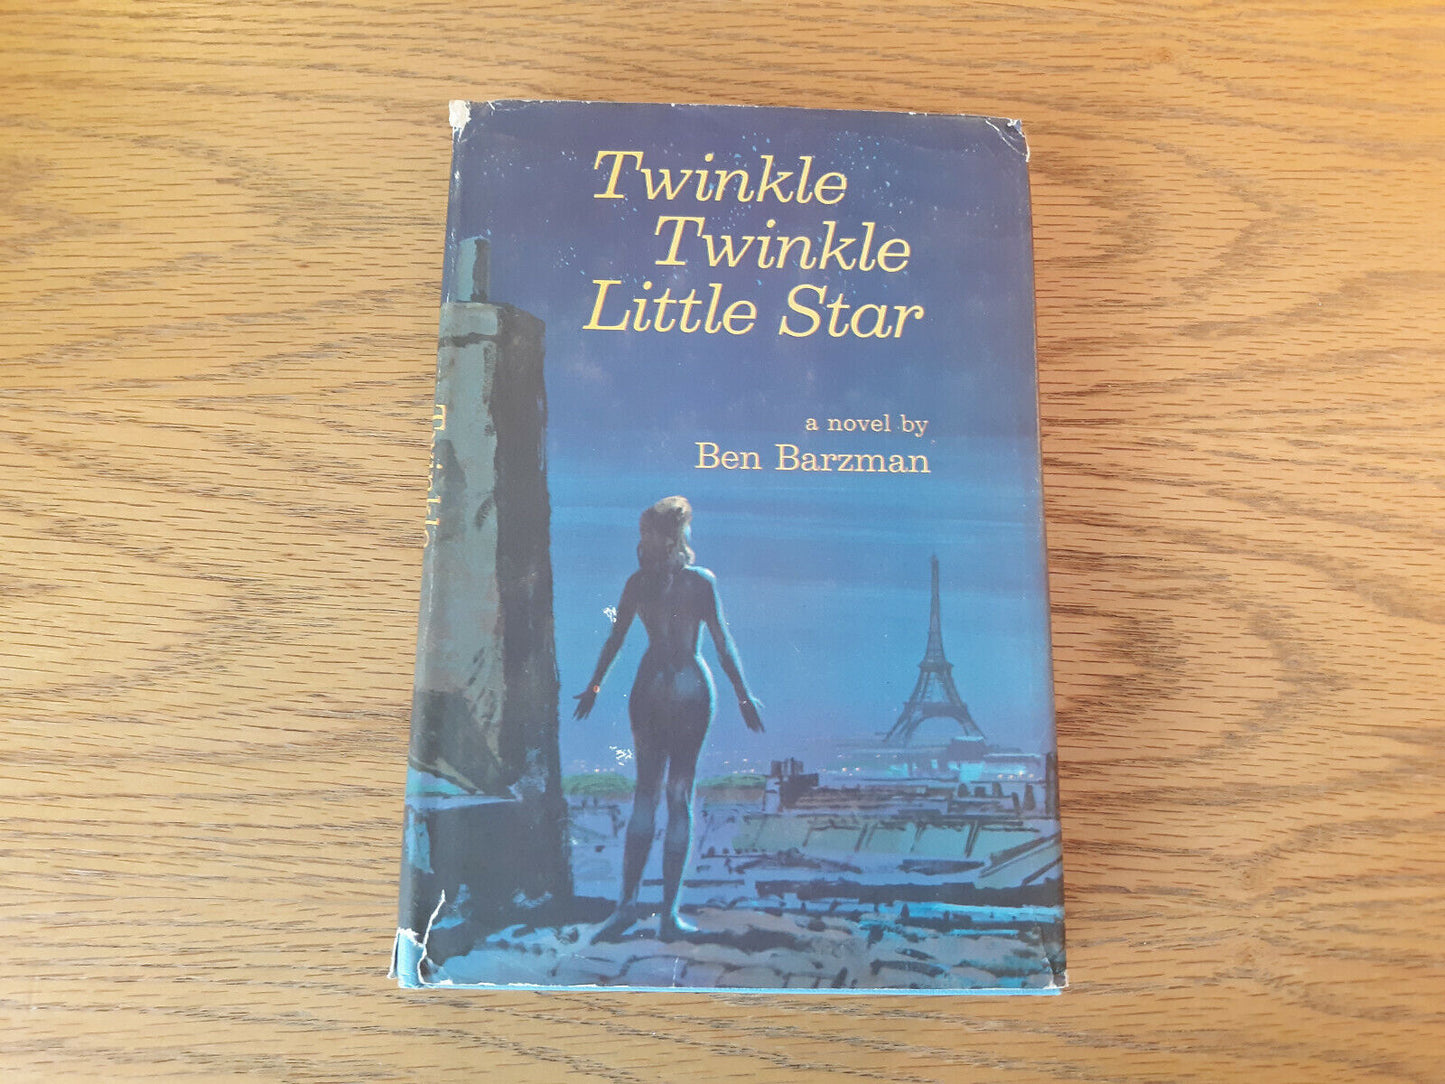 Twinkle
Twinkle
Little Star
a novel by
Ben Barzman